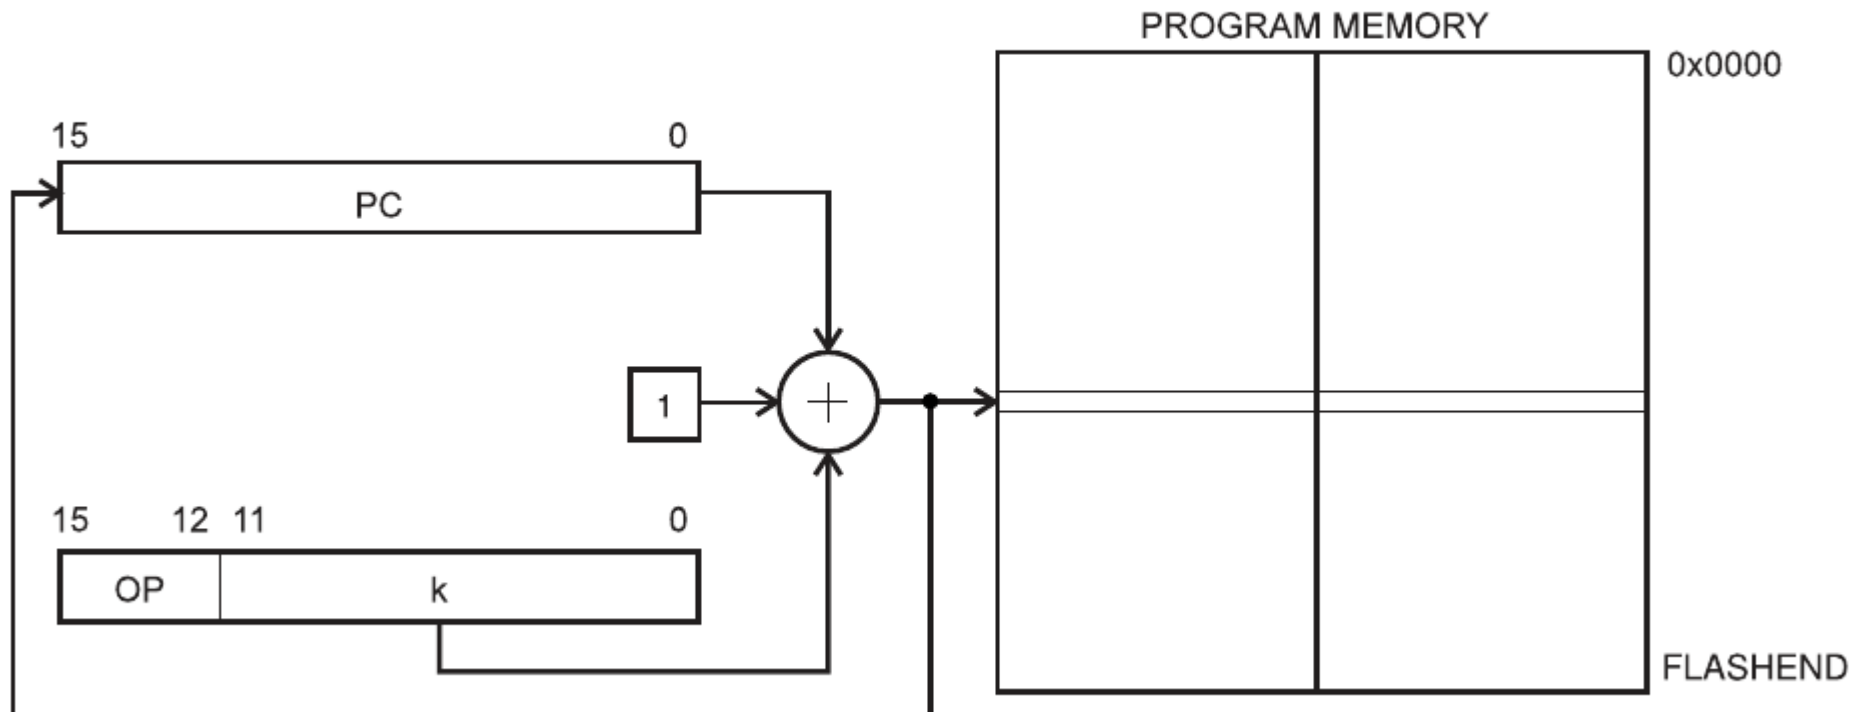 PROGRAM MEMORY
0x0000
15 0
PC
1
15 12 11 0
OP k
FLASHEND